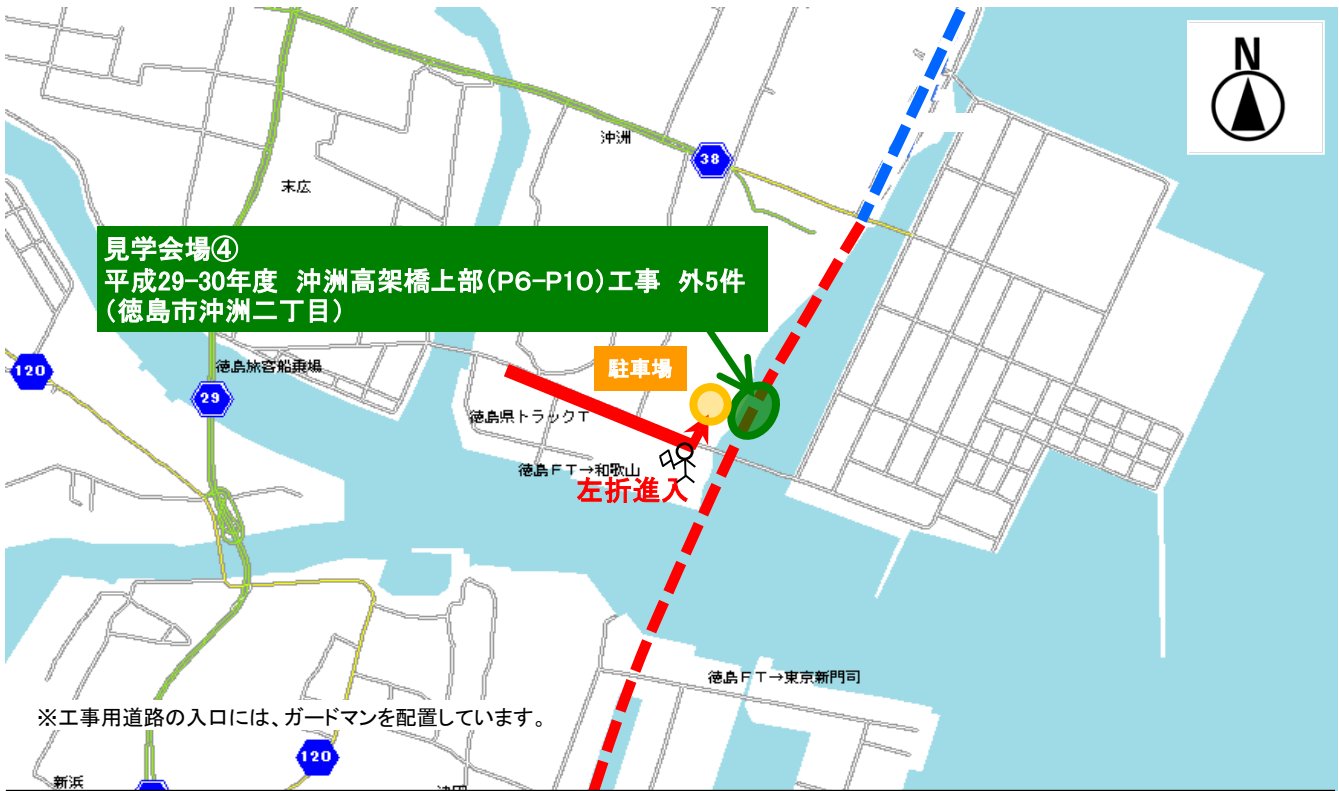 N
沖洲
38
末広
見学会場④
平成29-30年度 沖洲高架橋上部(P6-P10)工事 外5件
(徳島市沖洲二丁目)
120
徳島旅客船乗場
駐車場
29
徳島県トラックT
徳島FT→和歌山
左折進入
徳島FT→東京新門司
※工事用道路の入口には、ガードマンを配置しています。
120
新浜